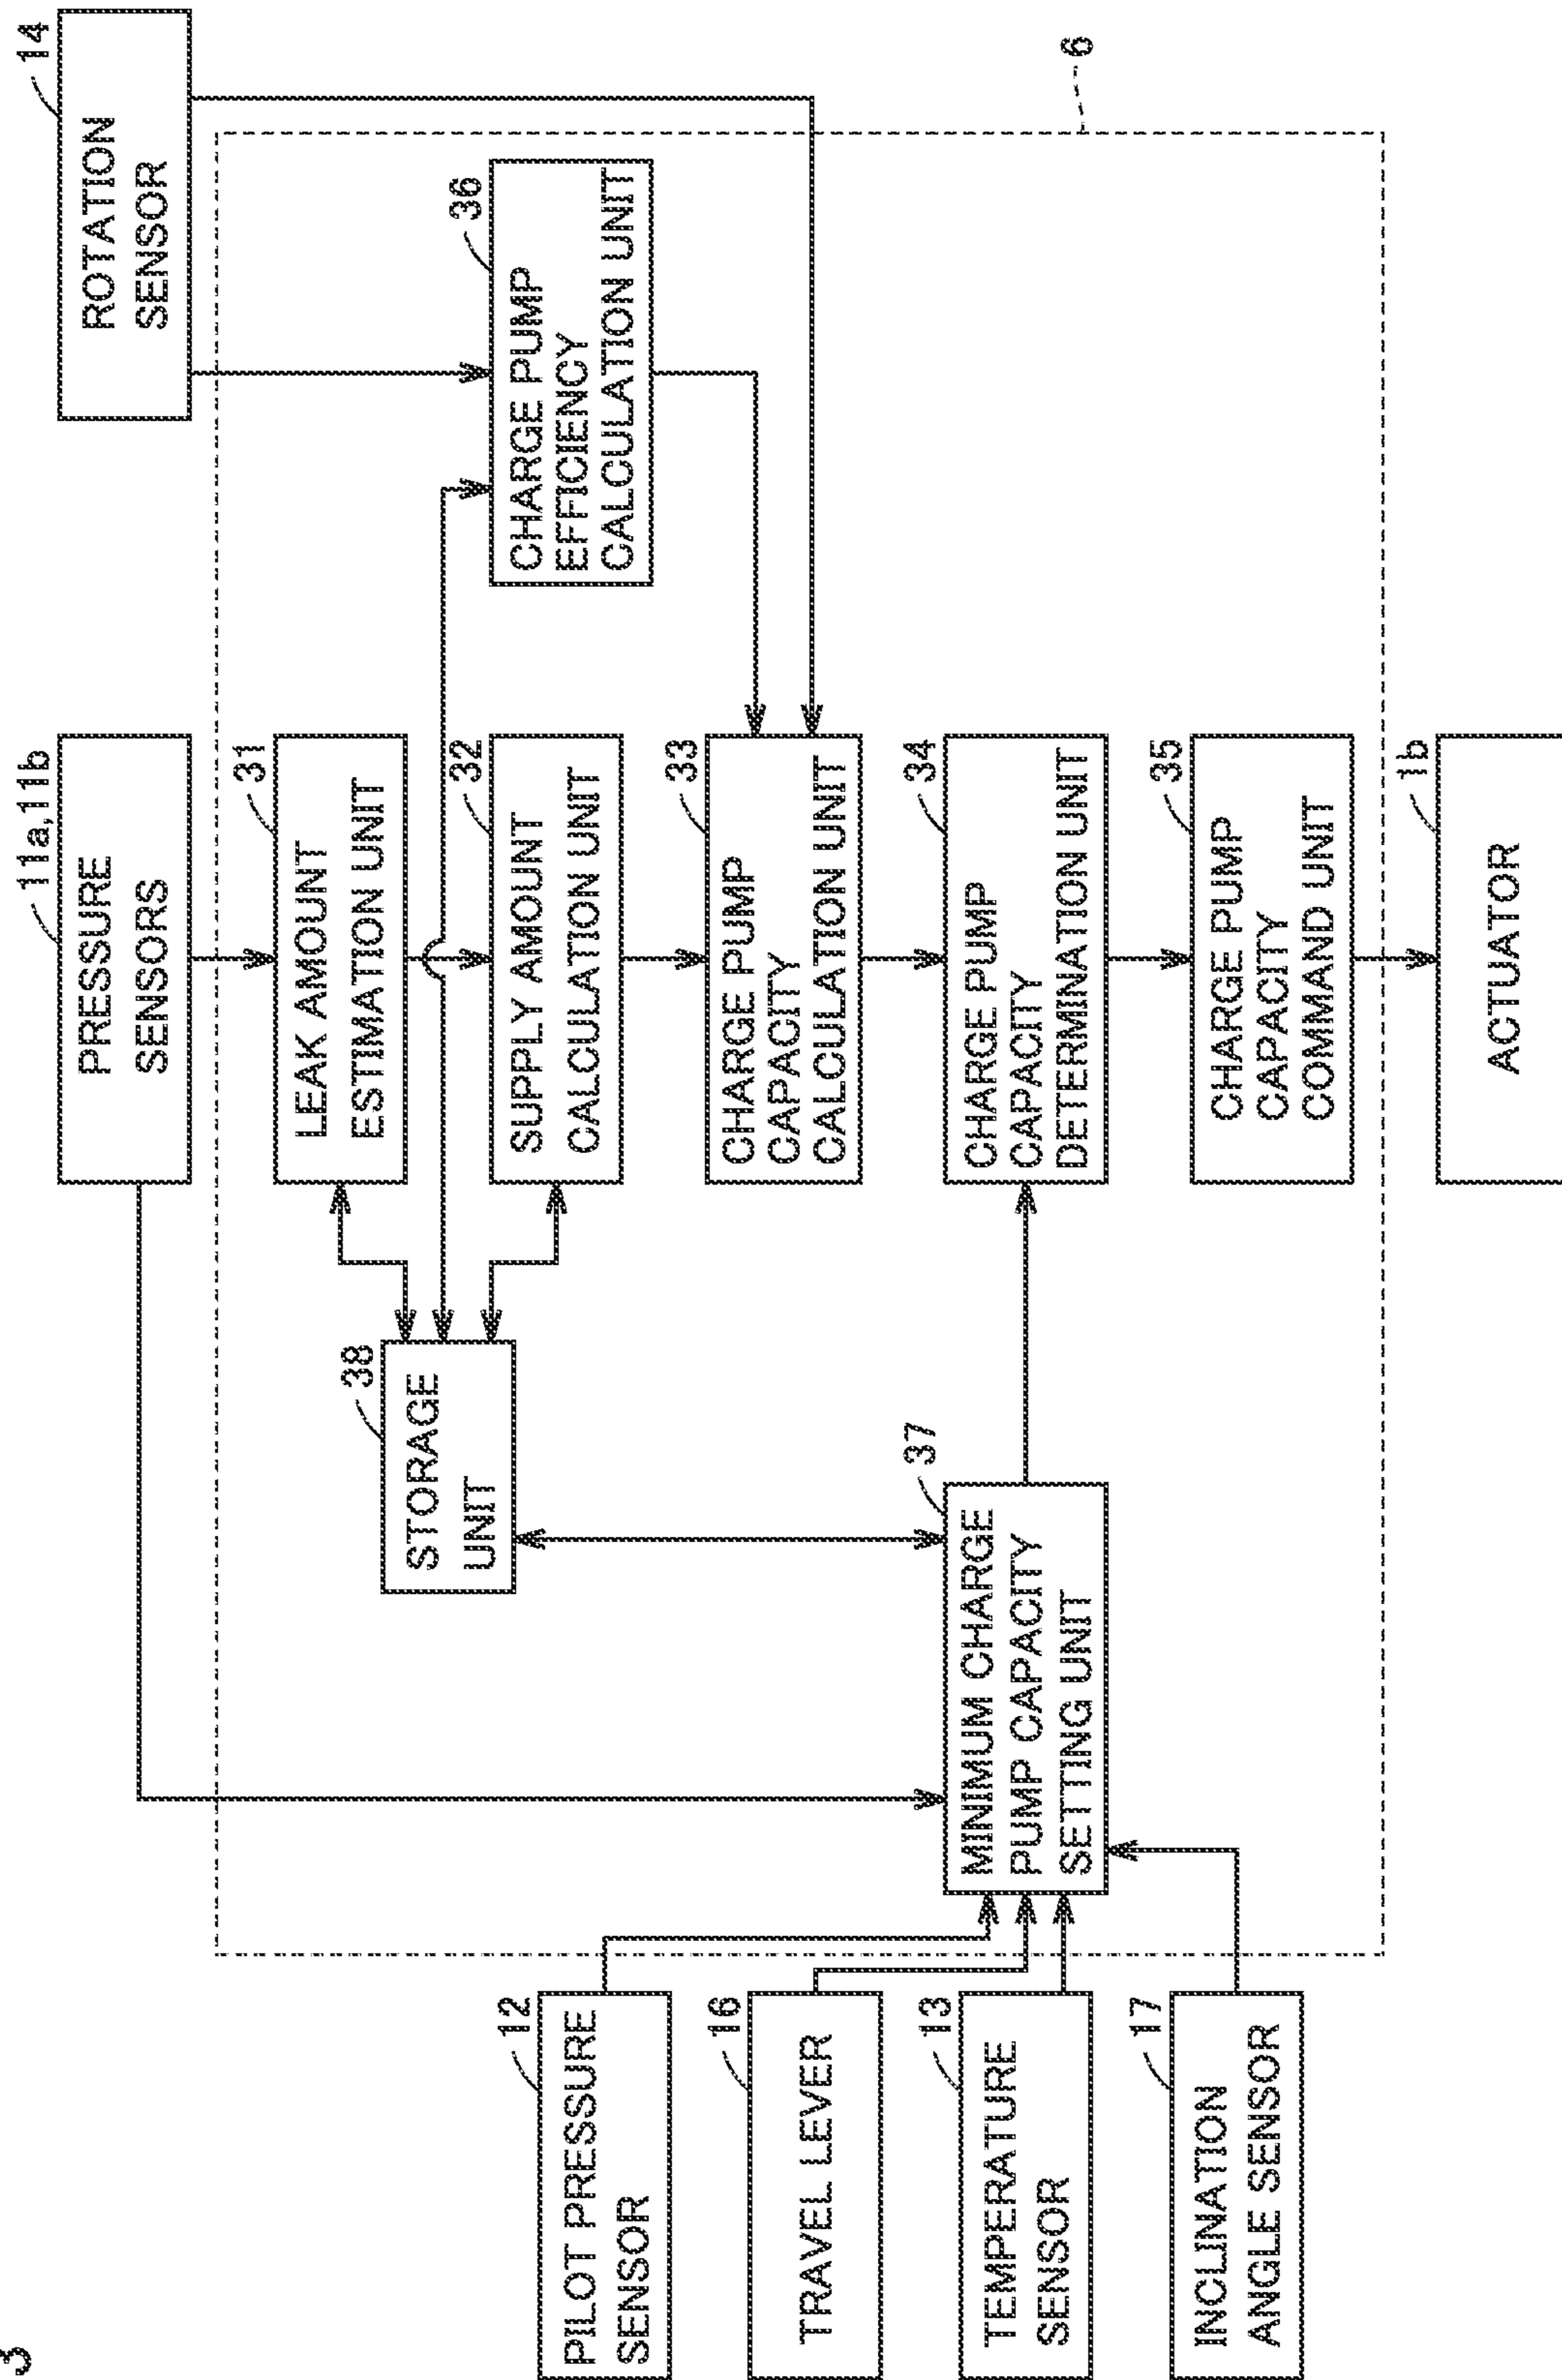 3
11a,11b
PRESSURE
SENSORS
14
ROTATION
SENSOR
6
31
LEAK AMOUNT
ESTIMATION UNIT
38
STORAGE
UNIT
32
SUPPLY AMOUNT
CALCULATION UNIT
36
CHARGE PUMP
EFFICIENCY
CALCULATION UNIT
12
PILOT PRESSURE
SENSOR
33
CHARGE PUMP
CAPACITY
CALCULATION UNIT
16
TRAVEL LEVER
37
MINIMUM CHARGE
PUMP CAPACITY
SETTING UNIT
34
CHARGE PUMP
CAPACITY
DETERMINATION UNIT
13
TEMPERATURE
SENSOR
17
INCLINATION
ANGLE SENSOR
35
CHARGE PUMP
CAPACITY
COMMAND UNIT
1b
ACTUATOR